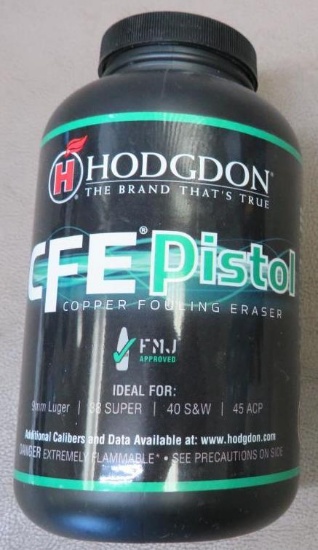 H HODGDON®
THE BRAND THAT'S TRUE®
CFE® Pistol
COPPER FOULING ERASER
FMJ
APPROVED
IDEAL FOR:
9mm Luger | 38 SUPER | 40 S&W | 45 ACP
Additional Calibers and Data Available at: www.hodgdon.com
DANGER EXTREMELY FLAMMABLE* • SEE PRECAUTIONS ON SIDE